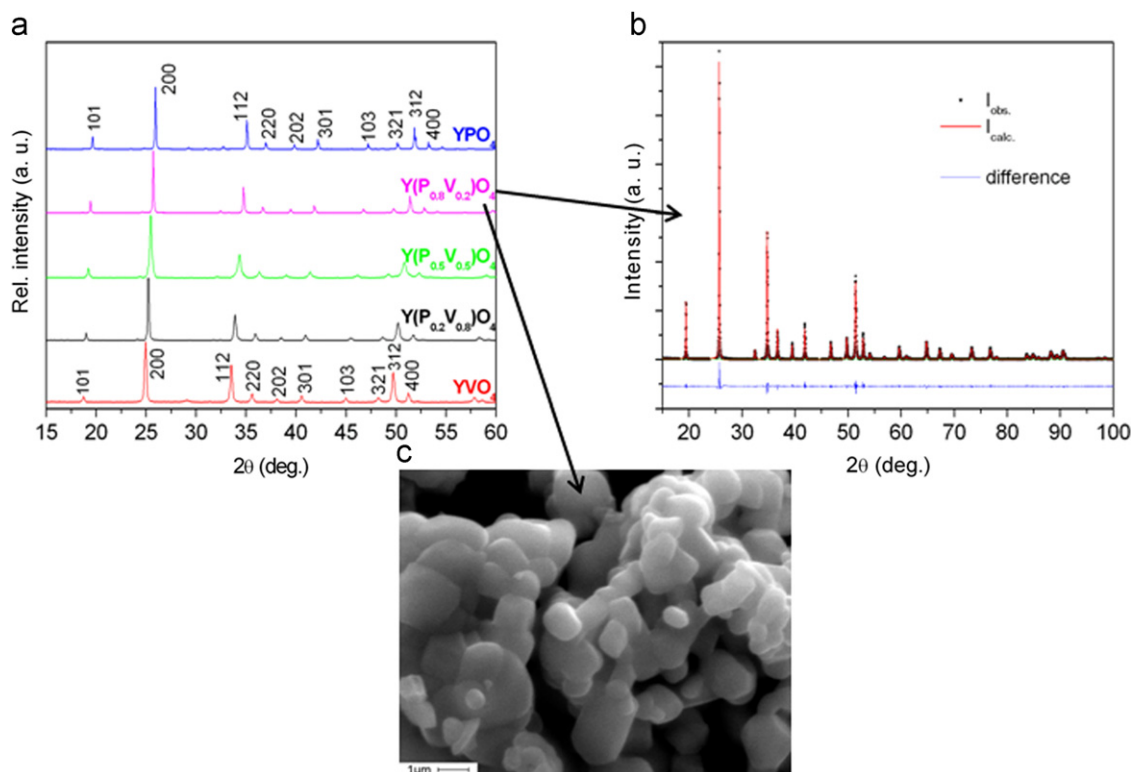 a
Rel. intensity (a. u.)
101
200
112
220
202
301
103
321
312
400
YPO₄
Y(P₀.₈V₀.₂)O₄
Y(P₀.₅V₀.₅)O₄
Y(P₀.₂V₀.₈)O₄
YVO₄
101
200
112
220
202
301
103
321
312
400
15 20 25 30 35 40 45 50 55 60
2θ (deg.)
b
Intensity (a. u.)
I obs.
I calc.
difference
20 30 40 50 60 70 80 90 100
2θ (deg.)
c
1µm